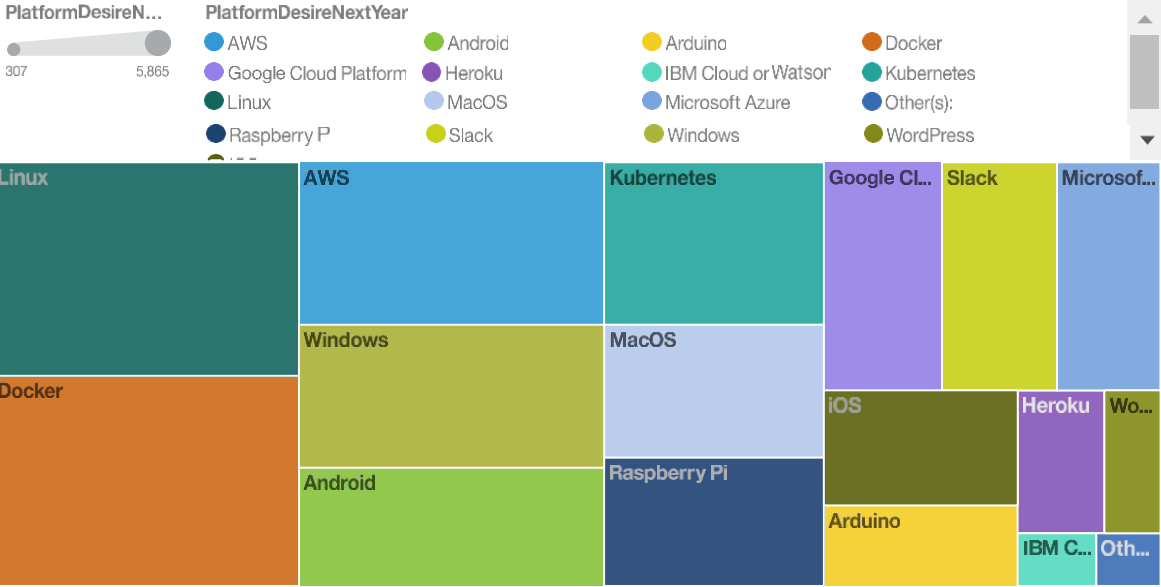 PlatformDesireN...
PlatformDesireNextYear
307
5,865
AWS
Android
Arduino
Docker
Google Cloud Platform
Heroku
IBM Cloud or Watson
Kubernetes
Linux
MacOS
Microsoft Azure
Other(s):
Raspberry Pi
Slack
Windows
WordPress
Linux
AWS
Kubernetes
Google Cl...
Slack
Microsof...
Windows
MacOS
Docker
iOS
Heroku
Wo...
Raspberry Pi
Android
Arduino
IBM C...
Oth...